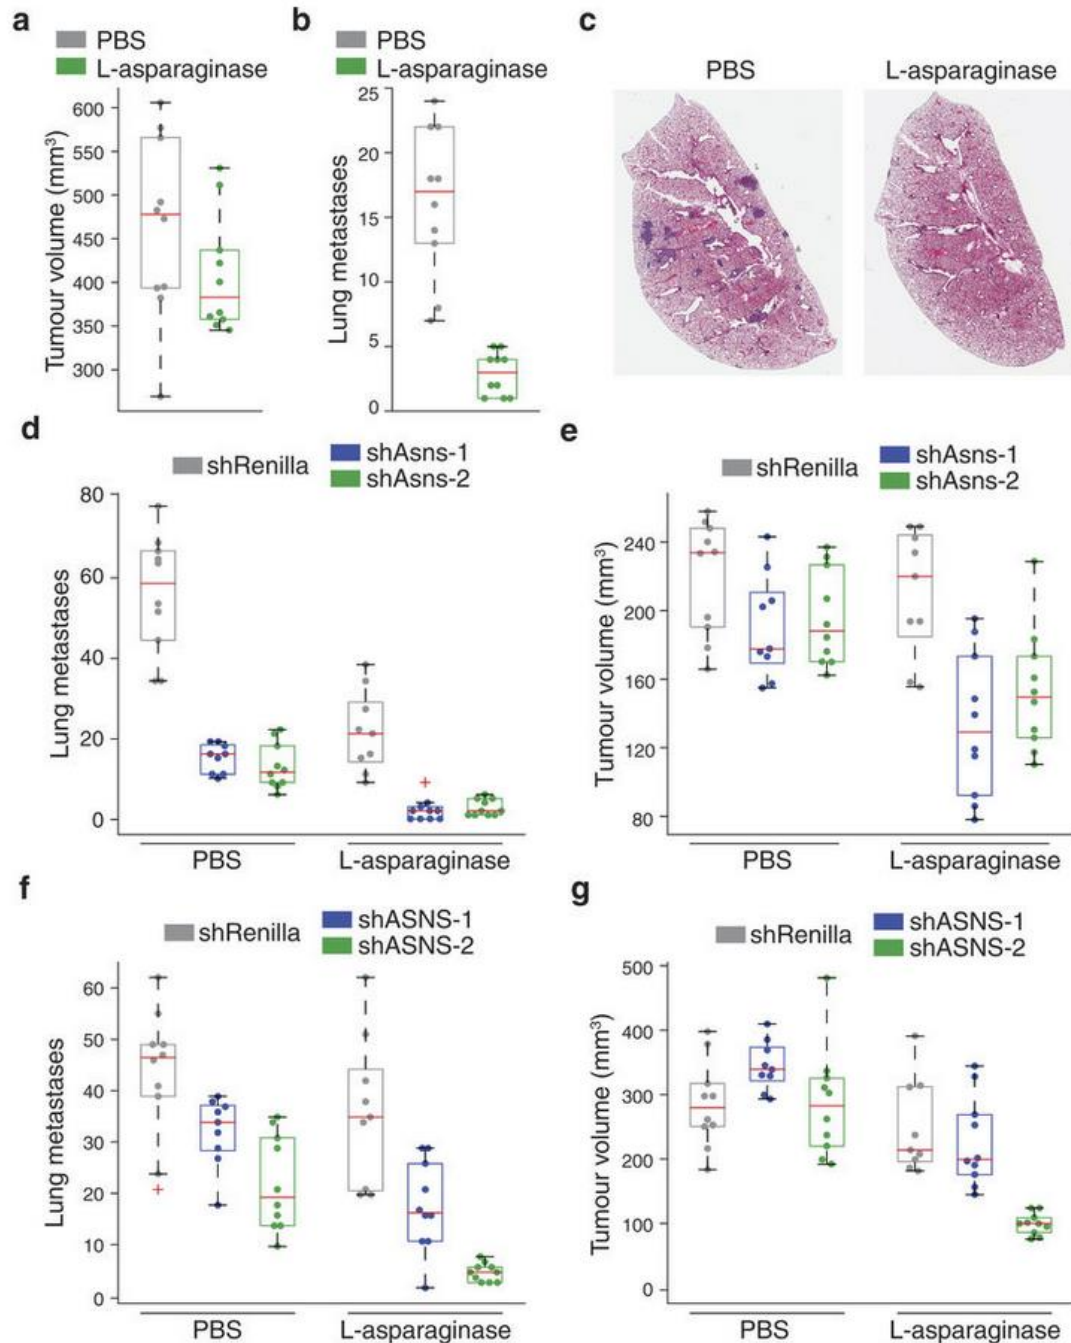 a
PBS
L-asparaginase
Tumour volume (mm³)
600
550
500
450
400
350
300
b
PBS
L-asparaginase
Lung metastases
25
20
15
10
5
0
c
PBS
L-asparaginase
d
shRenilla
shAsns-1
shAsns-2
Lung metastases
80
60
40
20
0
PBS
L-asparaginase
e
shRenilla
shAsns-1
shAsns-2
Tumour volume (mm³)
240
200
160
120
80
PBS
L-asparaginase
f
shRenilla
shASNS-1
shASNS-2
Lung metastases
60
50
40
30
20
10
0
PBS
L-asparaginase
g
shRenilla
shASNS-1
shASNS-2
Tumour volume (mm³)
500
400
300
200
100
0
PBS
L-asparaginase